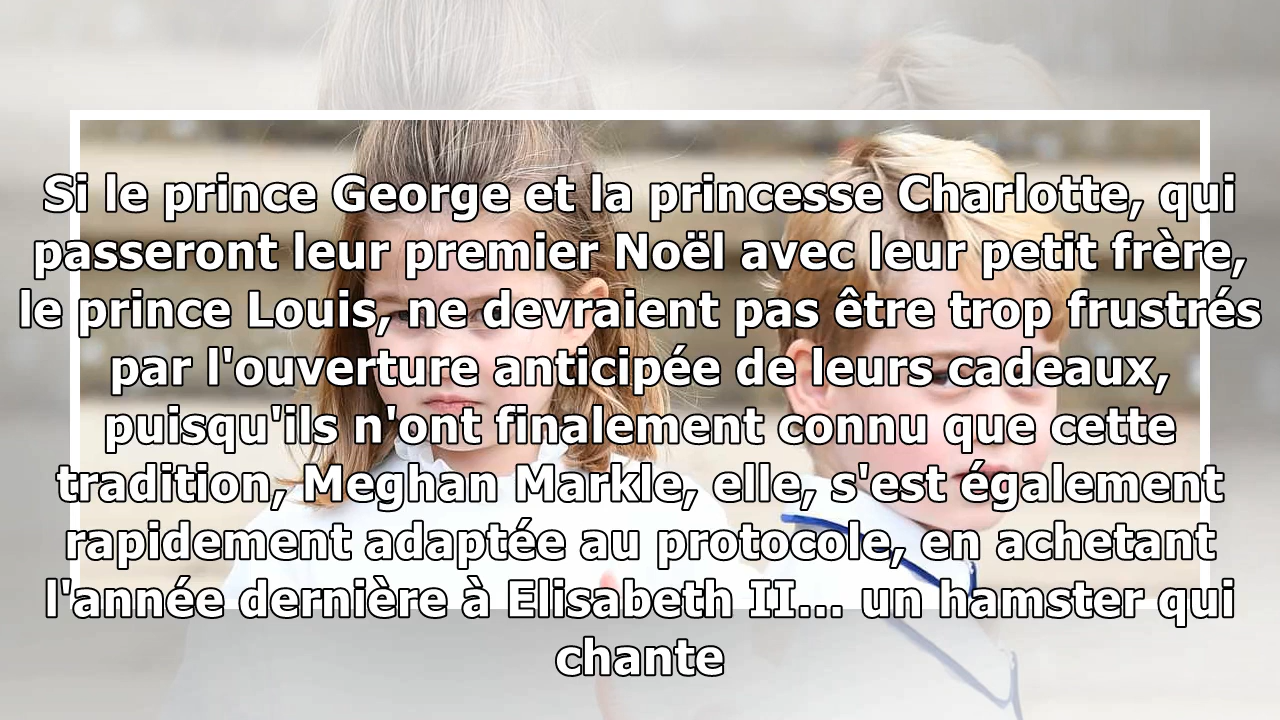 Si le prince George et la princesse Charlotte, qui
passeront leur premier Noël avec leur petit frère,
le prince Louis, ne devraient pas être trop frustrés
par l'ouverture anticipée de leurs cadeaux,
puisqu'ils n'ont finalement connu que cette
tradition, Meghan Markle, elle, s'est également
rapidement adaptée au protocole, en achetant
l'année dernière à Elisabeth II... un hamster qui
chante